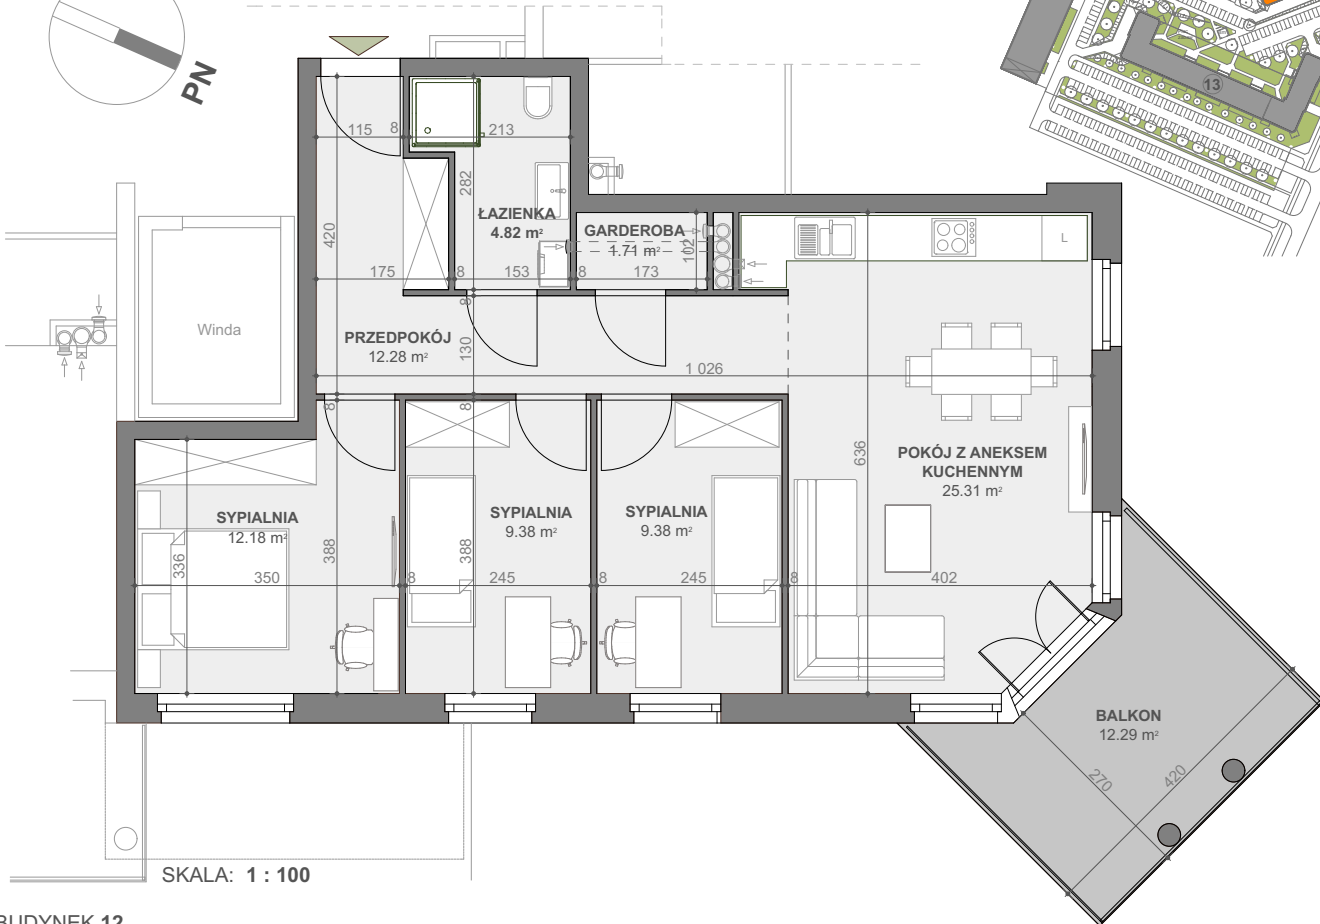 PN
13
115
8
213
282
ŁAZIENKA
4.82 m²
GARDEROBA
1.71 m²
102
L
420
175
8
153
8
173
8
Winda
PRZEDPOKÓJ
12.28 m²
130
1 026
8
8
636
POKÓJ Z ANEKSEM
KUCHENNYM
25.31 m²
SYPIALNIA
12.18 m²
SYPIALNIA
9.38 m²
SYPIALNIA
9.38 m²
336
388
388
350
8
245
8
245
8
402
BALKON
12.29 m²
270
420
SKALA: 1 : 100
BUDYNEK 12